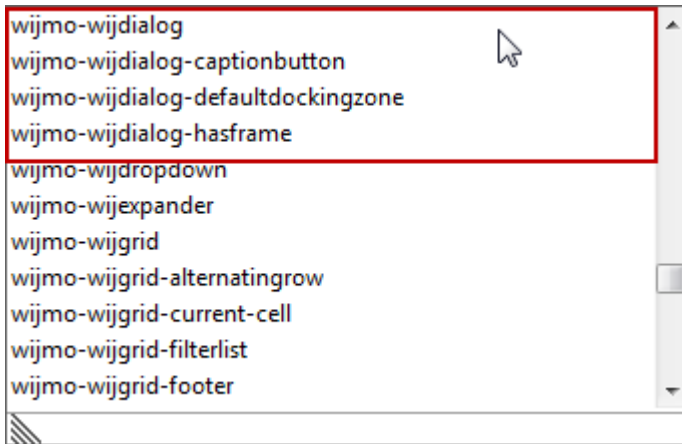 wijmo-wijdialog
wijmo-wijdialog-captionbutton
wijmo-wijdialog-defaultdockingzone
wijmo-wijdialog-hasframe
wijmo-wijdropdown
wijmo-wijexpander
wijmo-wijgrid
wijmo-wijgrid-alternatingrow
wijmo-wijgrid-current-cell
wijmo-wijgrid-filterlist
wijmo-wijgrid-footer